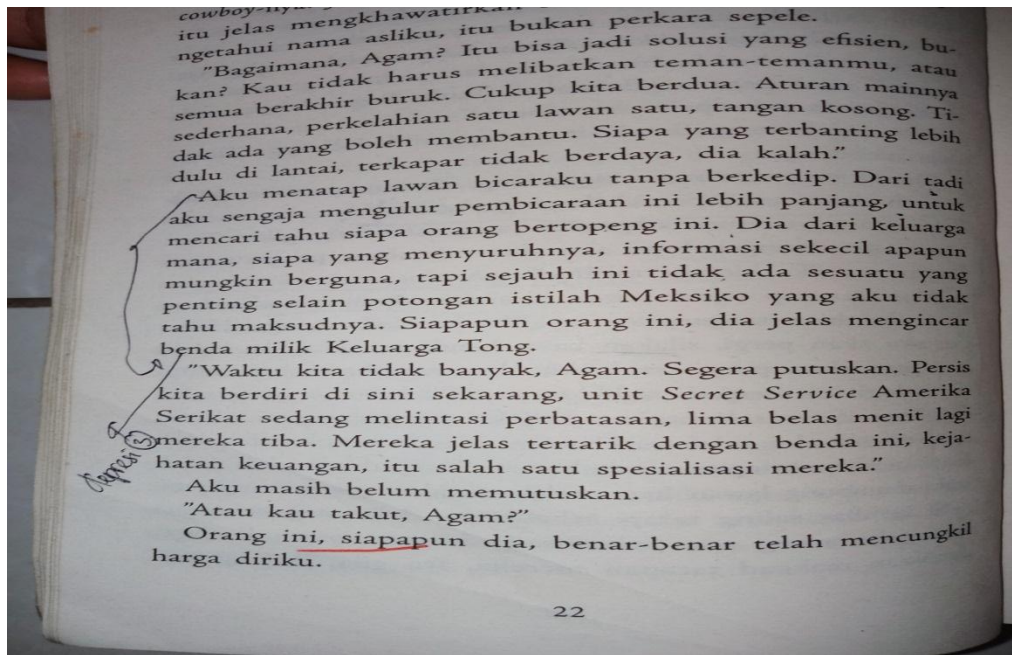 cowboy-nya
itu jelas mengkhawatirkan
ngetahui nama asliku, itu bukan perkara sepele.
"Bagaimana, Agam? Itu bisa jadi solusi yang efisien, bu-
kan? Kau tidak harus melibatkan teman-temanmu, atau
semua berakhir buruk. Cukup kita berdua. Aturan mainnya
sederhana, perkelahian satu lawan satu, tangan kosong. Ti-
dak ada yang boleh membantu. Siapa yang terbanting lebih
dulu di lantai, terkapar tidak berdaya, dia kalah."
Aku menatap lawan bicaraku tanpa berkedip. Dari tadi
aku sengaja mengulur pembicaraan ini lebih panjang, untuk
mencari tahu siapa orang bertopeng ini. Dia dari keluarga
mana, siapa yang menyuruhnya, informasi sekecil apapun
mungkin berguna, tapi sejauh ini tidak ada sesuatu yang
penting selain potongan istilah Meksiko yang aku tidak
tahu maksudnya. Siapapun orang ini, dia jelas mengincar
benda milik Keluarga Tong.
"Waktu kita tidak banyak, Agam. Segera putuskan. Persis
kita berdiri di sini sekarang, unit Secret Service Amerika
Serikat sedang melintasi perbatasan, lima belas menit lagi
mereka tiba. Mereka jelas tertarik dengan benda ini, keja-
hatan keuangan, itu salah satu spesialisasi mereka."
Aku masih belum memutuskan.
"Atau kau takut, Agam?"
Orang ini, siapapun dia, benar-benar telah mencungkil
harga diriku.
22